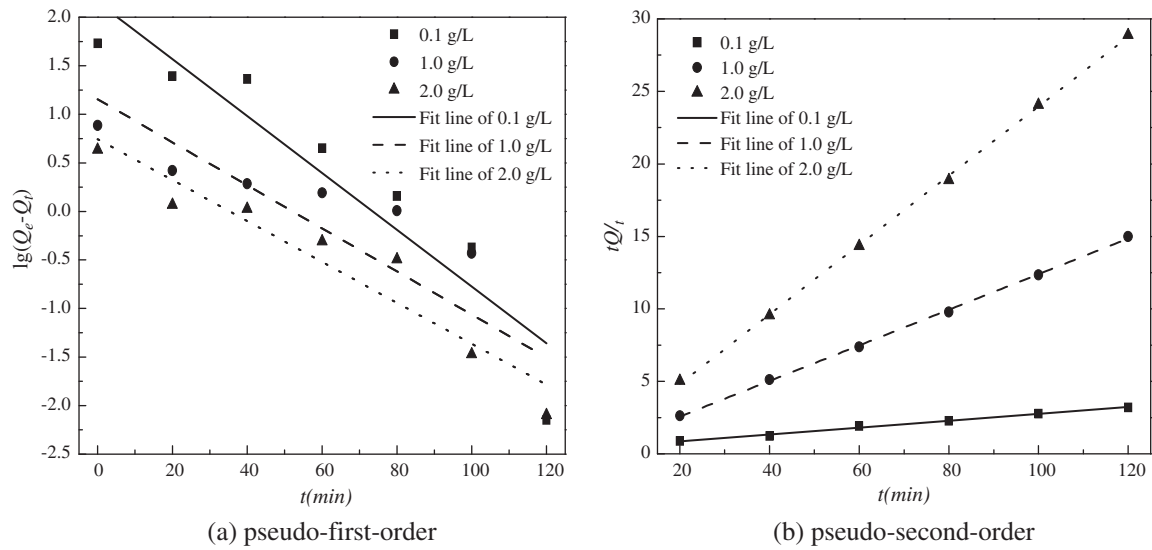 2.0
1.5
1.0
0.5
0.0
-0.5
-1.0
-1.5
-2.0
-2.5
lg(Qe-Qt)
0.1 g/L
1.0 g/L
2.0 g/L
Fit line of 0.1 g/L
Fit line of 1.0 g/L
Fit line of 2.0 g/L
0 20 40 60 80 100 120
t(min)
(a) pseudo-first-order
30
25
20
15
10
5
0
tQ/t
0.1 g/L
1.0 g/L
2.0 g/L
Fit line of 0.1 g/L
Fit line of 1.0 g/L
Fit line of 2.0 g/L
20 40 60 80 100 120
t(min)
(b) pseudo-second-order